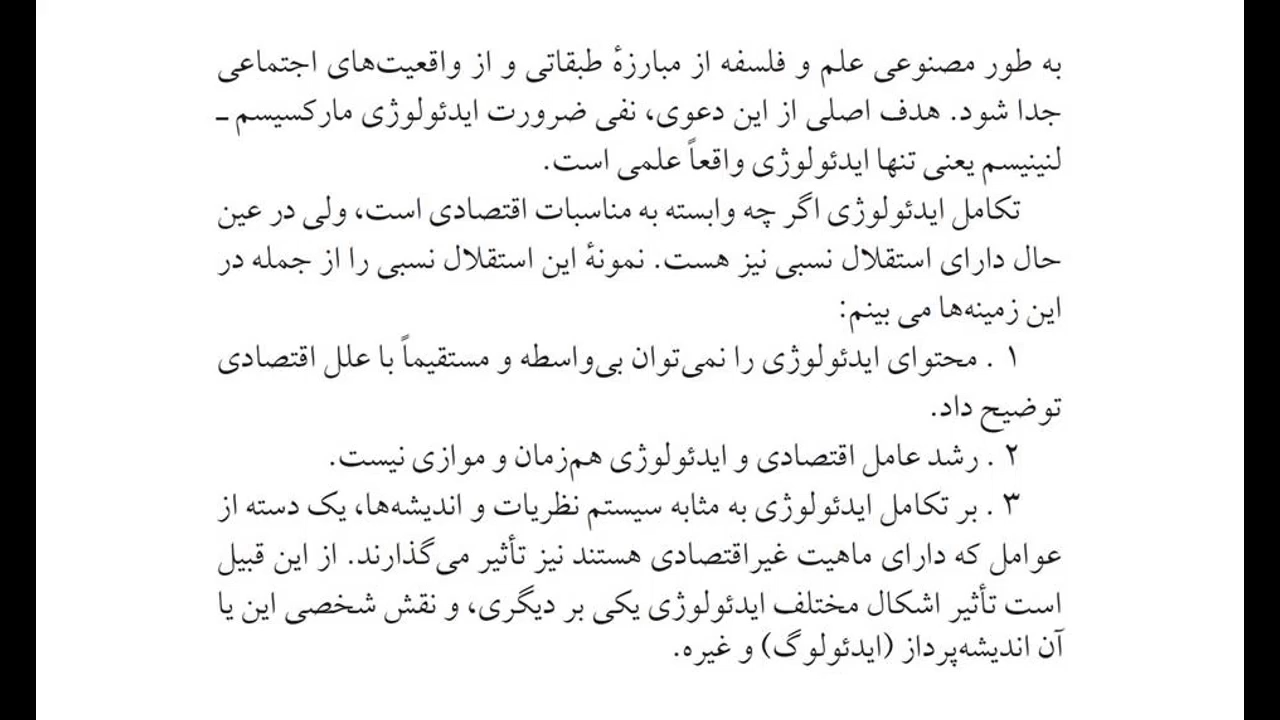 به طور مصنوعی علم و فلسفه از مبارزهٔ طبقاتی و از واقعیت‌های اجتماعی
جدا شود. هدف اصلی از این دعوی، نفی ضرورت ایدئولوژی مارکسیسم ـ
لنینیسم یعنی تنها ایدئولوژی واقعاً علمی است.
تکامل ایدئولوژی اگر چه وابسته به مناسبات اقتصادی است، ولی در عین
حال دارای استقلال نسبی نیز هست. نمونهٔ این استقلال نسبی را از جمله در
این زمینه‌ها می بینم:
۱ . محتوای ایدئولوژی را نمی‌توان بی‌واسطه و مستقیماً با علل اقتصادی
توضیح داد.
۲ . رشد عامل اقتصادی و ایدئولوژی هم‌زمان و موازی نیست.
۳ . بر تکامل ایدئولوژی به مثابه سیستم نظریات و اندیشه‌ها، یک دسته از
عوامل که دارای ماهیت غیراقتصادی هستند نیز تأثیر می‌گذارند. از این قبیل
است تأثیر اشکال مختلف ایدئولوژی یکی بر دیگری، و نقش شخصی این یا
آن اندیشه‌پرداز (ایدئولوگ) و غیره.